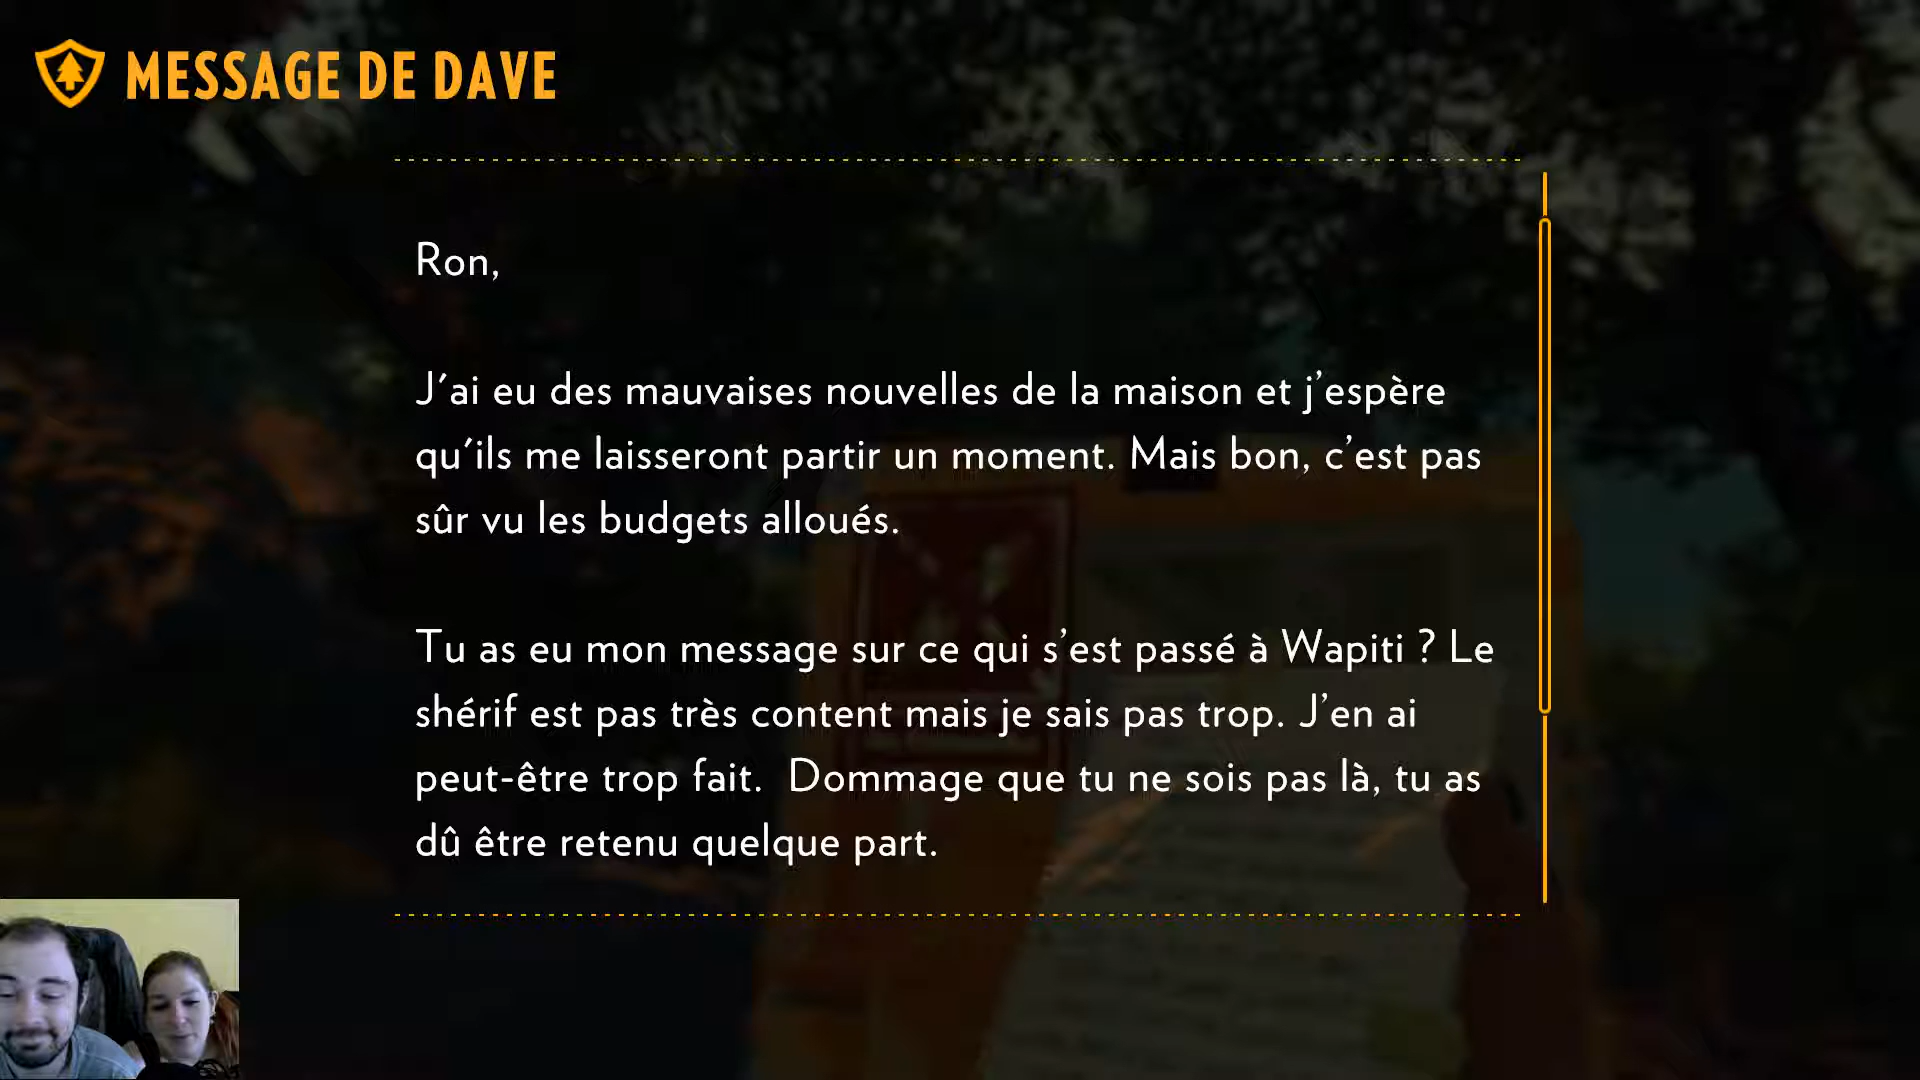 MESSAGE DE DAVE
Ron,
J'ai eu des mauvaises nouvelles de la maison et j'espère
qu'ils me laisseront partir un moment. Mais bon, c'est pas
sûr vu les budgets alloués.
Tu as eu mon message sur ce qui s'est passé à Wapiti ? Le
shérif est pas très content mais je sais pas trop. J'en ai
peut-être trop fait.  Dommage que tu ne sois pas là, tu as
dû être retenu quelque part.